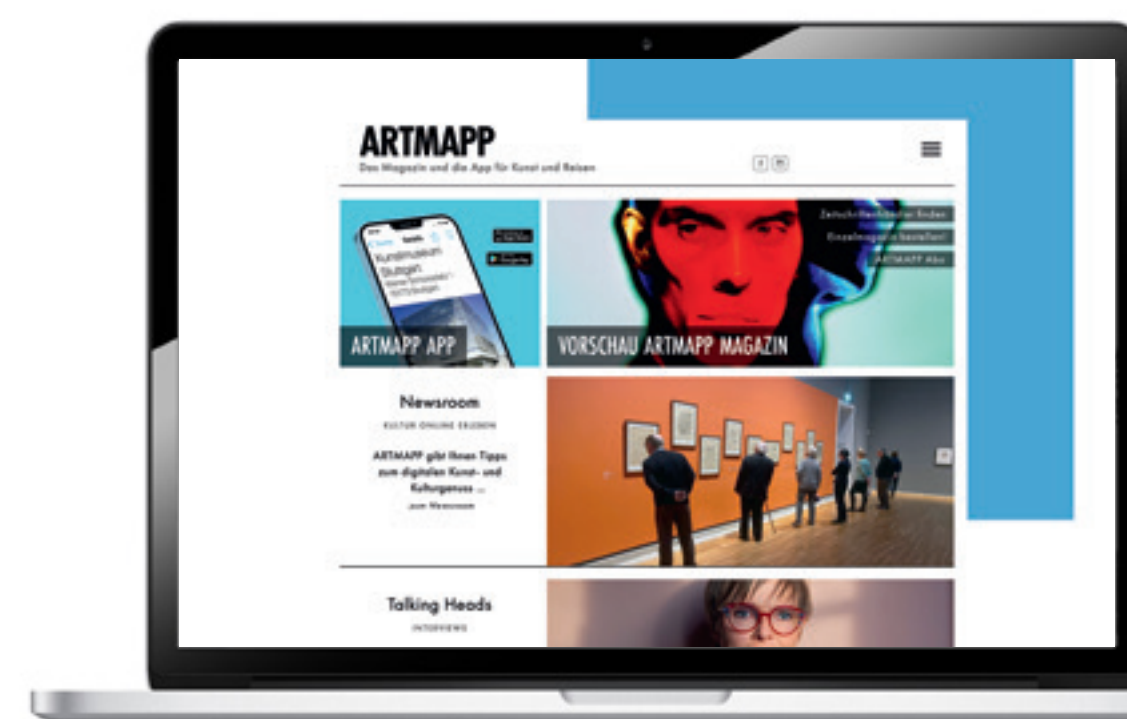 ARTMAPP
Das Magazin und die App für Kunst und Reisen
Kunstmuseum
Stuttgart
Zeitschriftenhändler finden
Einzelmagazin bestellen!
ARTMAPP Abo
ARTMAPP APP
VORSCHAU ARTMAPP MAGAZIN
Newsroom
KULTUR ONLINE ERLEBEN
ARTMAPP gibt Ihnen Tipps
zum digitalen Kunst- und
Kulturgenuss ...
zum Newsroom
Talking Heads
INTERVIEWS